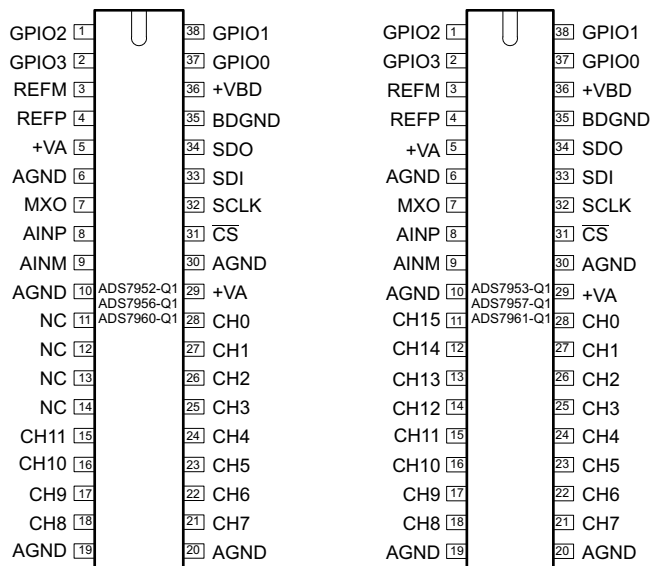 GPIO2 1 38 GPIO1
GPIO3 2 37 GPIO0
REFM 3 36 +VBD
REFP 4 35 BDGND
+VA 5 34 SDO
AGND 6 33 SDI
MXO 7 32 SCLK
AINP 8 31 CS
AINM 9 30 AGND
AGND 10 ADS7952-Q1 29 +VA
ADS7956-Q1
NC 11 ADS7960-Q1 28 CH0
NC 12 27 CH1
NC 13 26 CH2
NC 14 25 CH3
CH11 15 24 CH4
CH10 16 23 CH5
CH9 17 22 CH6
CH8 18 21 CH7
AGND 19 20 AGND
GPIO2 1 38 GPIO1
GPIO3 2 37 GPIO0
REFM 3 36 +VBD
REFP 4 35 BDGND
+VA 5 34 SDO
AGND 6 33 SDI
MXO 7 32 SCLK
AINP 8 31 CS
AINM 9 30 AGND
AGND 10 ADS7953-Q1 29 +VA
ADS7957-Q1
CH15 11 ADS7961-Q1 28 CH0
CH14 12 27 CH1
CH13 13 26 CH2
CH12 14 25 CH3
CH11 15 24 CH4
CH10 16 23 CH5
CH9 17 22 CH6
CH8 18 21 CH7
AGND 19 20 AGND